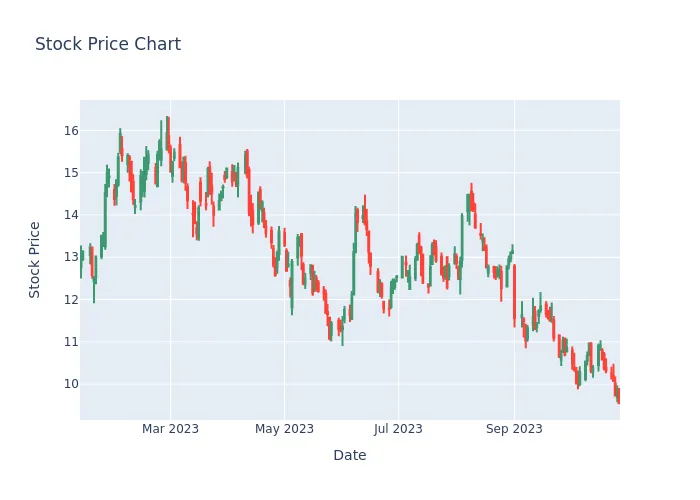 Stock Price Chart
Stock Price
16
15
14
13
12
11
10
Mar 2023
May 2023
Jul 2023
Sep 2023
Date